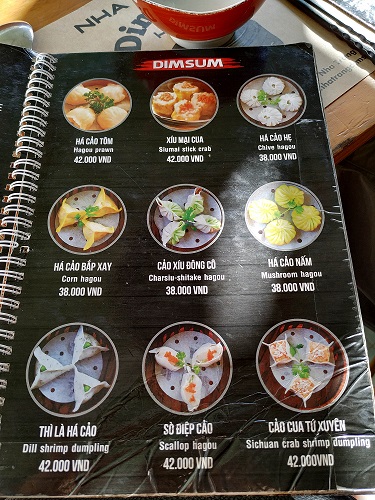 NHA
Dim
MUSASHI
DIMSUM
HÁ CẢO TÔM
Hagou prawn
42.000 VND
XÍU MẠI CUA
Siumai stick crab
42.000 VND
HÁ CẢO HẸ
Chive hagou
38.000 VND
HÁ CẢO BẮP XAY
Corn hagou
38.000 VND
CẢO XÍU ĐÔNG CÔ
Charsiu-shitake hagou
38.000 VND
HÁ CẢO NẤM
Mushroom hagou
38.000 VND
THÌ LÀ HÁ CẢO
Dill shrimp dumpling
42.000 VND
SÒ ĐIỆP CẢO
Scallop hagou
42.000 VND
CẢO CUA TỨ XUYÊN
Sichuan crab shrimp dumpling
42.000VND